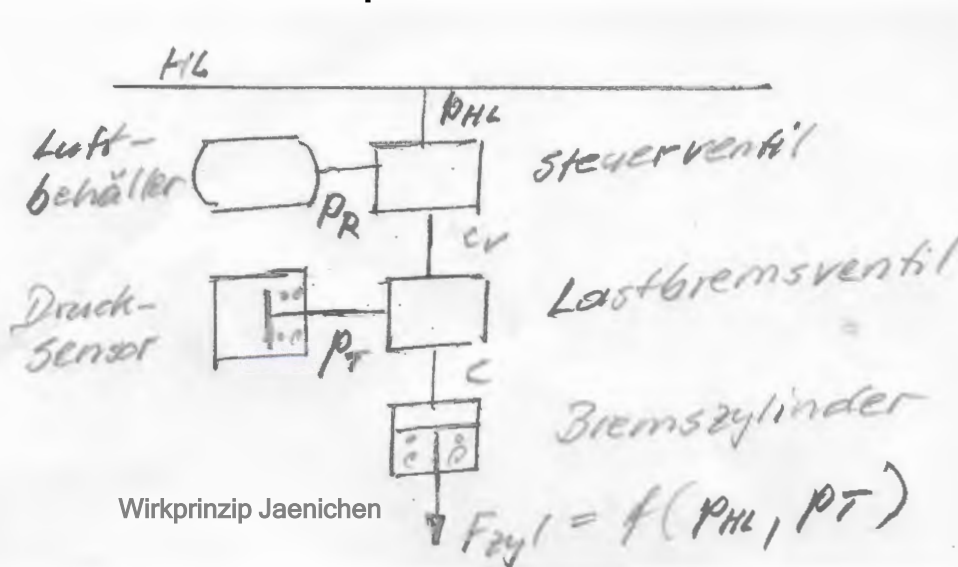 HL
pHL
Luft-
behälter
Steuerventil
pR
cv
Druck-
sensor
Lastbremsventil
pT
C
Bremszylinder
Wirkprinzip Jaenichen
Fzyl = f(pHL, pT)